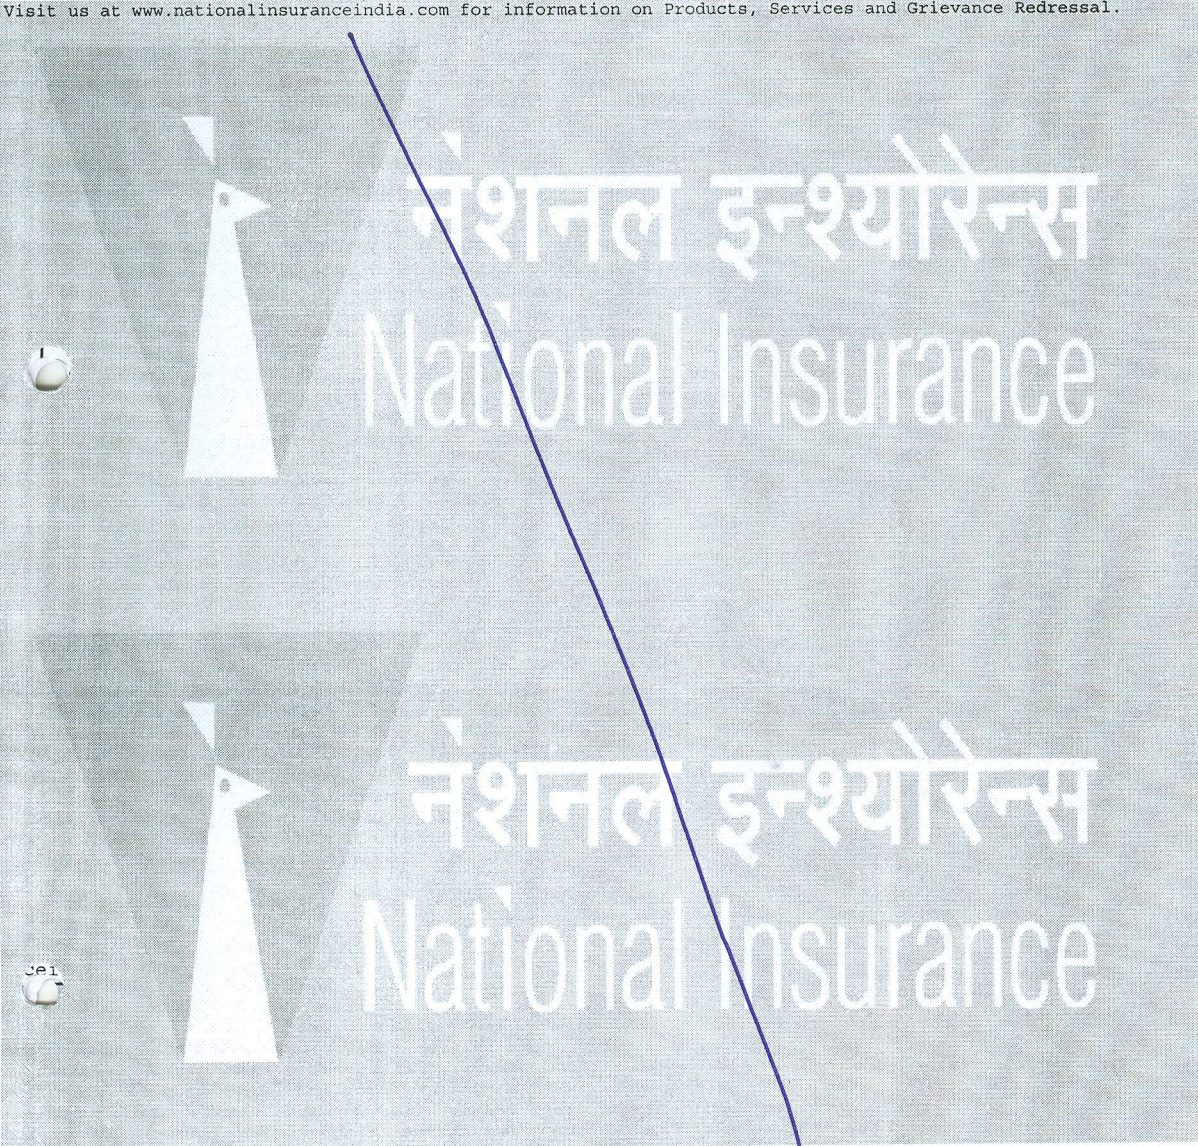 Visit us at www.nationalinsuranceindia.com for information on Products, Services and Grievance Redressal.
नेशनल इन्श्योरेन्स
National Insurance
नेशनल इन्श्योरेन्स
National Insurance